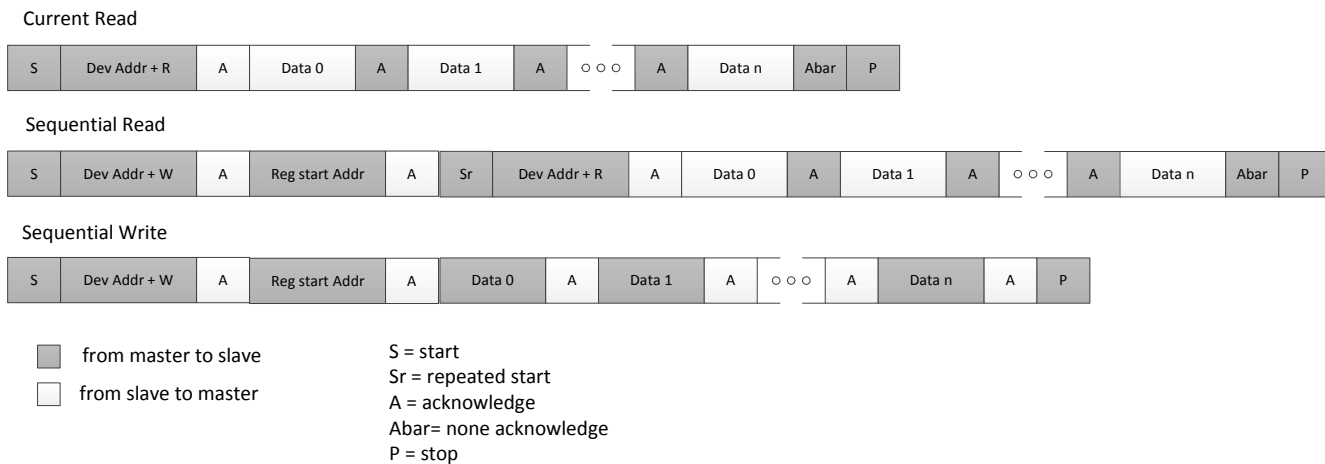 Current Read
S Dev Addr + R A Data 0 A Data 1 A A Data n Abar P
Sequential Read
S Dev Addr + W A Reg start Addr A Sr Dev Addr + R A Data 0 A Data 1 A A Data n Abar P
Sequential Write
S Dev Addr + W A Reg start Addr A Data 0 A Data 1 A A Data n A P
from master to slave
from slave to master
S = start
Sr = repeated start
A = acknowledge
Abar= none acknowledge
P = stop